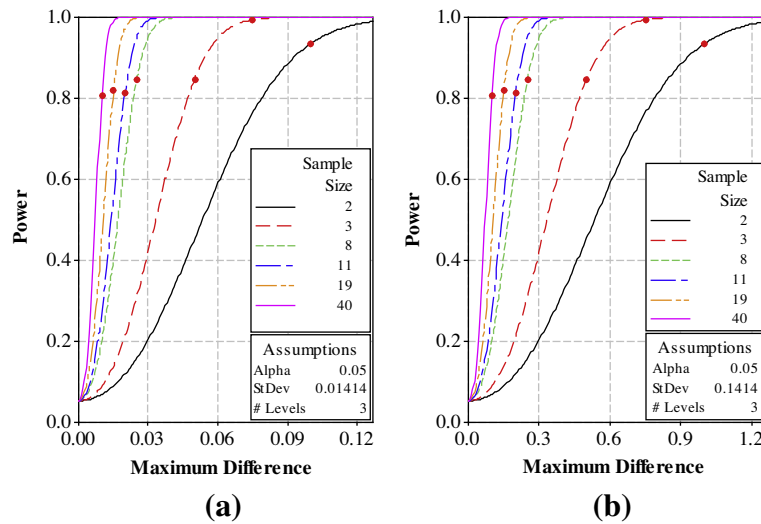 1.0
0.8
0.6
0.4
0.2
0.0
Power
Sample
Size
2
3
8
11
19
40
Assumptions
Alpha 0.05
StDev 0.01414
# Levels 3
0.00 0.03 0.06 0.09 0.12
Maximum Difference
(a)
1.0
0.8
0.6
0.4
0.2
0.0
Power
Sample
Size
2
3
8
11
19
40
Assumptions
Alpha 0.05
StDev 0.1414
# Levels 3
0.0 0.3 0.6 0.9
Maximum Difference
(b)